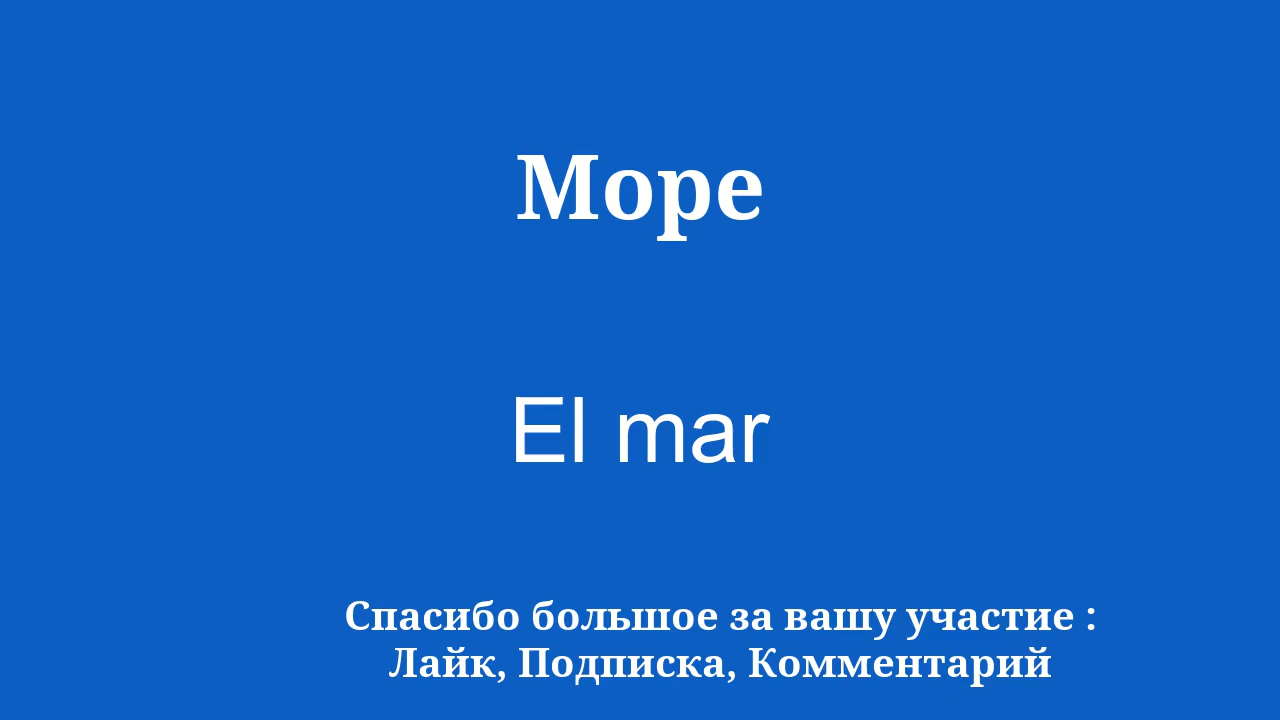 Море
El mar
Спасибо большое за вашу участие :
Лайк, Подписка, Комментарий